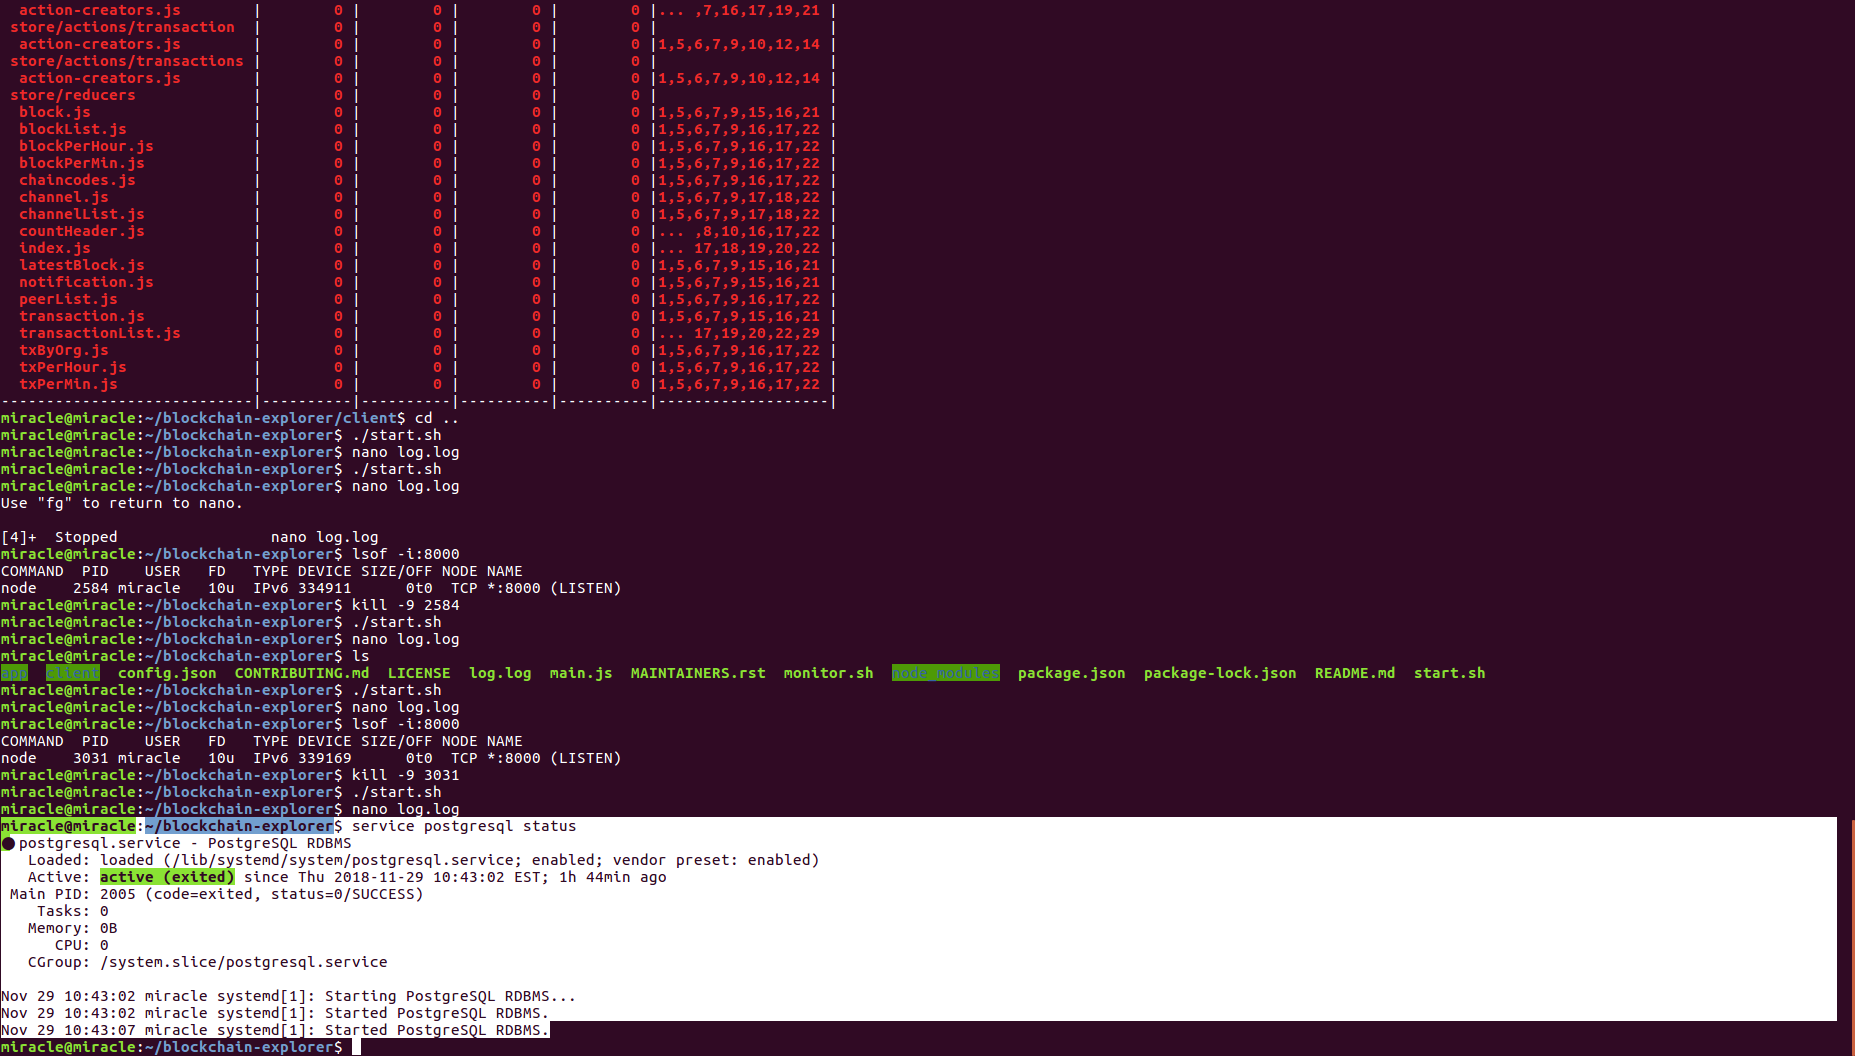 action-creators.js        |        0 |        0 |        0 |        0 |... ,7,16,17,19,21 |
 store/actions/transaction  |        0 |        0 |        0 |        0 |                   |
  action-creators.js        |        0 |        0 |        0 |        0 |1,5,6,7,9,10,12,14 |
 store/actions/transactions |        0 |        0 |        0 |        0 |                   |
  action-creators.js        |        0 |        0 |        0 |        0 |1,5,6,7,9,10,12,14 |
 store/reducers             |        0 |        0 |        0 |        0 |                   |
  block.js                  |        0 |        0 |        0 |        0 |1,5,6,7,9,15,16,21 |
  blockList.js              |        0 |        0 |        0 |        0 |1,5,6,7,9,16,17,22 |
  blockPerHour.js           |        0 |        0 |        0 |        0 |1,5,6,7,9,16,17,22 |
  blockPerMin.js            |        0 |        0 |        0 |        0 |1,5,6,7,9,16,17,22 |
  chaincodes.js             |        0 |        0 |        0 |        0 |1,5,6,7,9,16,17,22 |
  channel.js                |        0 |        0 |        0 |        0 |1,5,6,7,9,17,18,22 |
  channelList.js            |        0 |        0 |        0 |        0 |1,5,6,7,9,17,18,22 |
  countHeader.js            |        0 |        0 |        0 |        0 |... ,8,10,16,17,22 |
  index.js                  |        0 |        0 |        0 |        0 |... 17,18,19,20,22 |
  latestBlock.js            |        0 |        0 |        0 |        0 |1,5,6,7,9,15,16,21 |
  notification.js           |        0 |        0 |        0 |        0 |1,5,6,7,9,15,16,21 |
  peerList.js               |        0 |        0 |        0 |        0 |1,5,6,7,9,16,17,22 |
  transaction.js            |        0 |        0 |        0 |        0 |1,5,6,7,9,15,16,21 |
  transactionList.js        |        0 |        0 |        0 |        0 |... 17,19,20,22,29 |
  txByOrg.js                |        0 |        0 |        0 |        0 |1,5,6,7,9,16,17,22 |
  txPerHour.js              |        0 |        0 |        0 |        0 |1,5,6,7,9,16,17,22 |
  txPerMin.js               |        0 |        0 |        0 |        0 |1,5,6,7,9,16,17,22 |
----------------------------|----------|----------|----------|----------|-------------------|
miracle@miracle:~/blockchain-explorer/client$ cd ..
miracle@miracle:~/blockchain-explorer$ ./start.sh
miracle@miracle:~/blockchain-explorer$ nano log.log
miracle@miracle:~/blockchain-explorer$ ./start.sh
miracle@miracle:~/blockchain-explorer$ nano log.log
Use "fg" to return to nano.

[4]+  Stopped                 nano log.log
miracle@miracle:~/blockchain-explorer$ lsof -i:8000
COMMAND  PID    USER   FD   TYPE DEVICE SIZE/OFF NODE NAME
node    2584 miracle   10u  IPv6 334911      0t0  TCP *:8000 (LISTEN)
miracle@miracle:~/blockchain-explorer$ kill -9 2584
miracle@miracle:~/blockchain-explorer$ ./start.sh
miracle@miracle:~/blockchain-explorer$ nano log.log
miracle@miracle:~/blockchain-explorer$ ls
app  client  config.json  CONTRIBUTING.md  LICENSE  log.log  main.js  MAINTAINERS.rst  monitor.sh  node_modules  package.json  package-lock.json  README.md  start.sh
miracle@miracle:~/blockchain-explorer$ ./start.sh
miracle@miracle:~/blockchain-explorer$ nano log.log
miracle@miracle:~/blockchain-explorer$ lsof -i:8000
COMMAND  PID    USER   FD   TYPE DEVICE SIZE/OFF NODE NAME
node    3031 miracle   10u  IPv6 339169      0t0  TCP *:8000 (LISTEN)
miracle@miracle:~/blockchain-explorer$ kill -9 3031
miracle@miracle:~/blockchain-explorer$ ./start.sh
miracle@miracle:~/blockchain-explorer$ nano log.log
miracle@miracle:~/blockchain-explorer$ service postgresql status
● postgresql.service - PostgreSQL RDBMS
   Loaded: loaded (/lib/systemd/system/postgresql.service; enabled; vendor preset: enabled)
   Active: active (exited) since Thu 2018-11-29 10:43:02 EST; 1h 44min ago
 Main PID: 2005 (code=exited, status=0/SUCCESS)
    Tasks: 0
   Memory: 0B
      CPU: 0
   CGroup: /system.slice/postgresql.service

Nov 29 10:43:02 miracle systemd[1]: Starting PostgreSQL RDBMS...
Nov 29 10:43:02 miracle systemd[1]: Started PostgreSQL RDBMS.
Nov 29 10:43:07 miracle systemd[1]: Started PostgreSQL RDBMS.
miracle@miracle:~/blockchain-explorer$